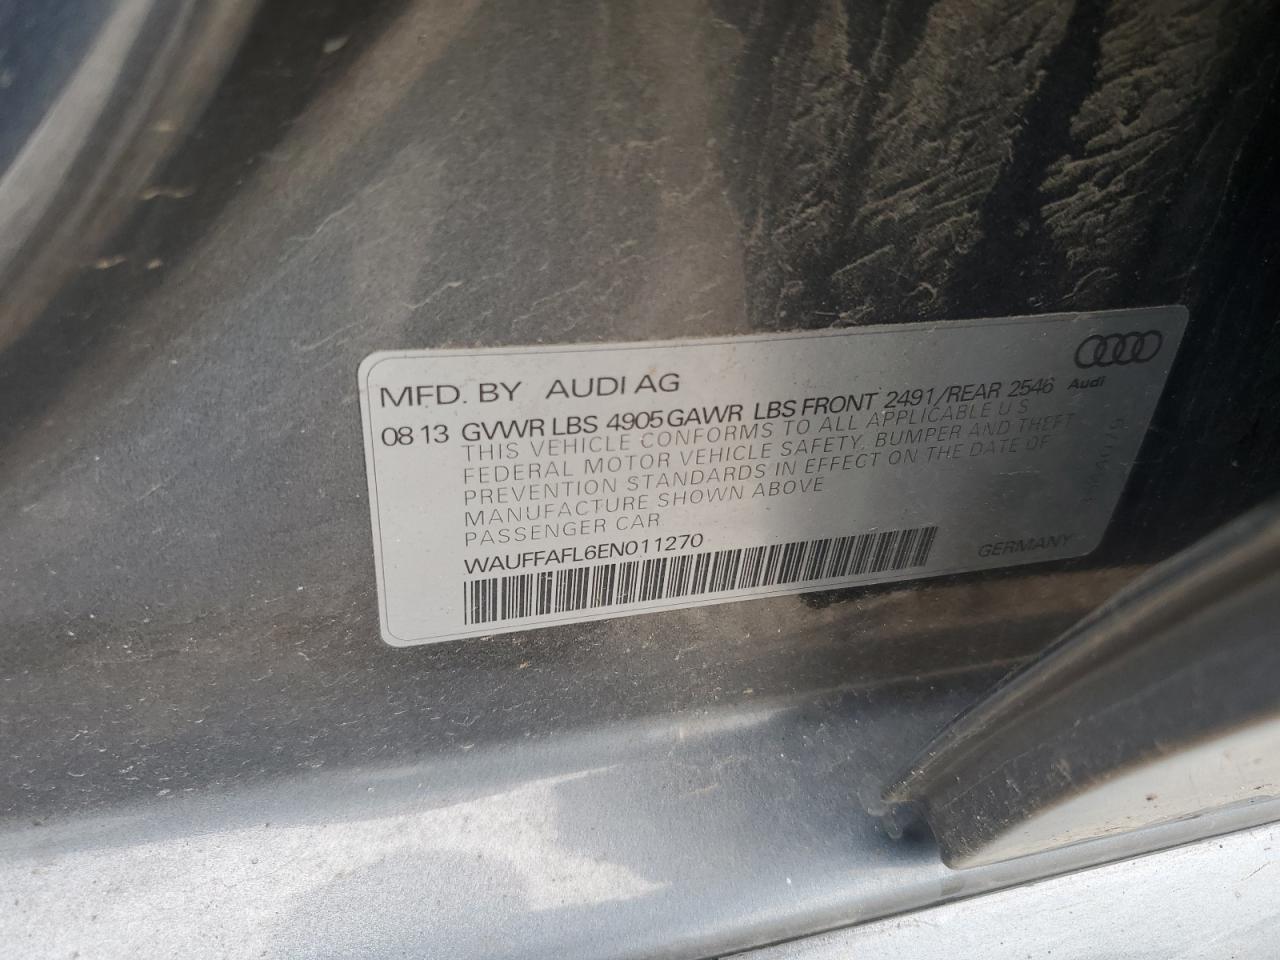 MFD. BY AUDI AG
Audi
08 13 GVWR LBS 4905 GAWR LBS FRONT 2491/REAR 2546
THIS VEHICLE CONFORMS TO ALL APPLICABLE U S
FEDERAL MOTOR VEHICLE SAFETY, BUMPER AND THEFT
PREVENTION STANDARDS IN EFFECT ON THE DATE OF
MANUFACTURE SHOWN ABOVE
PASSENGER CAR
WAUFFAFL6EN011270
GERMANY